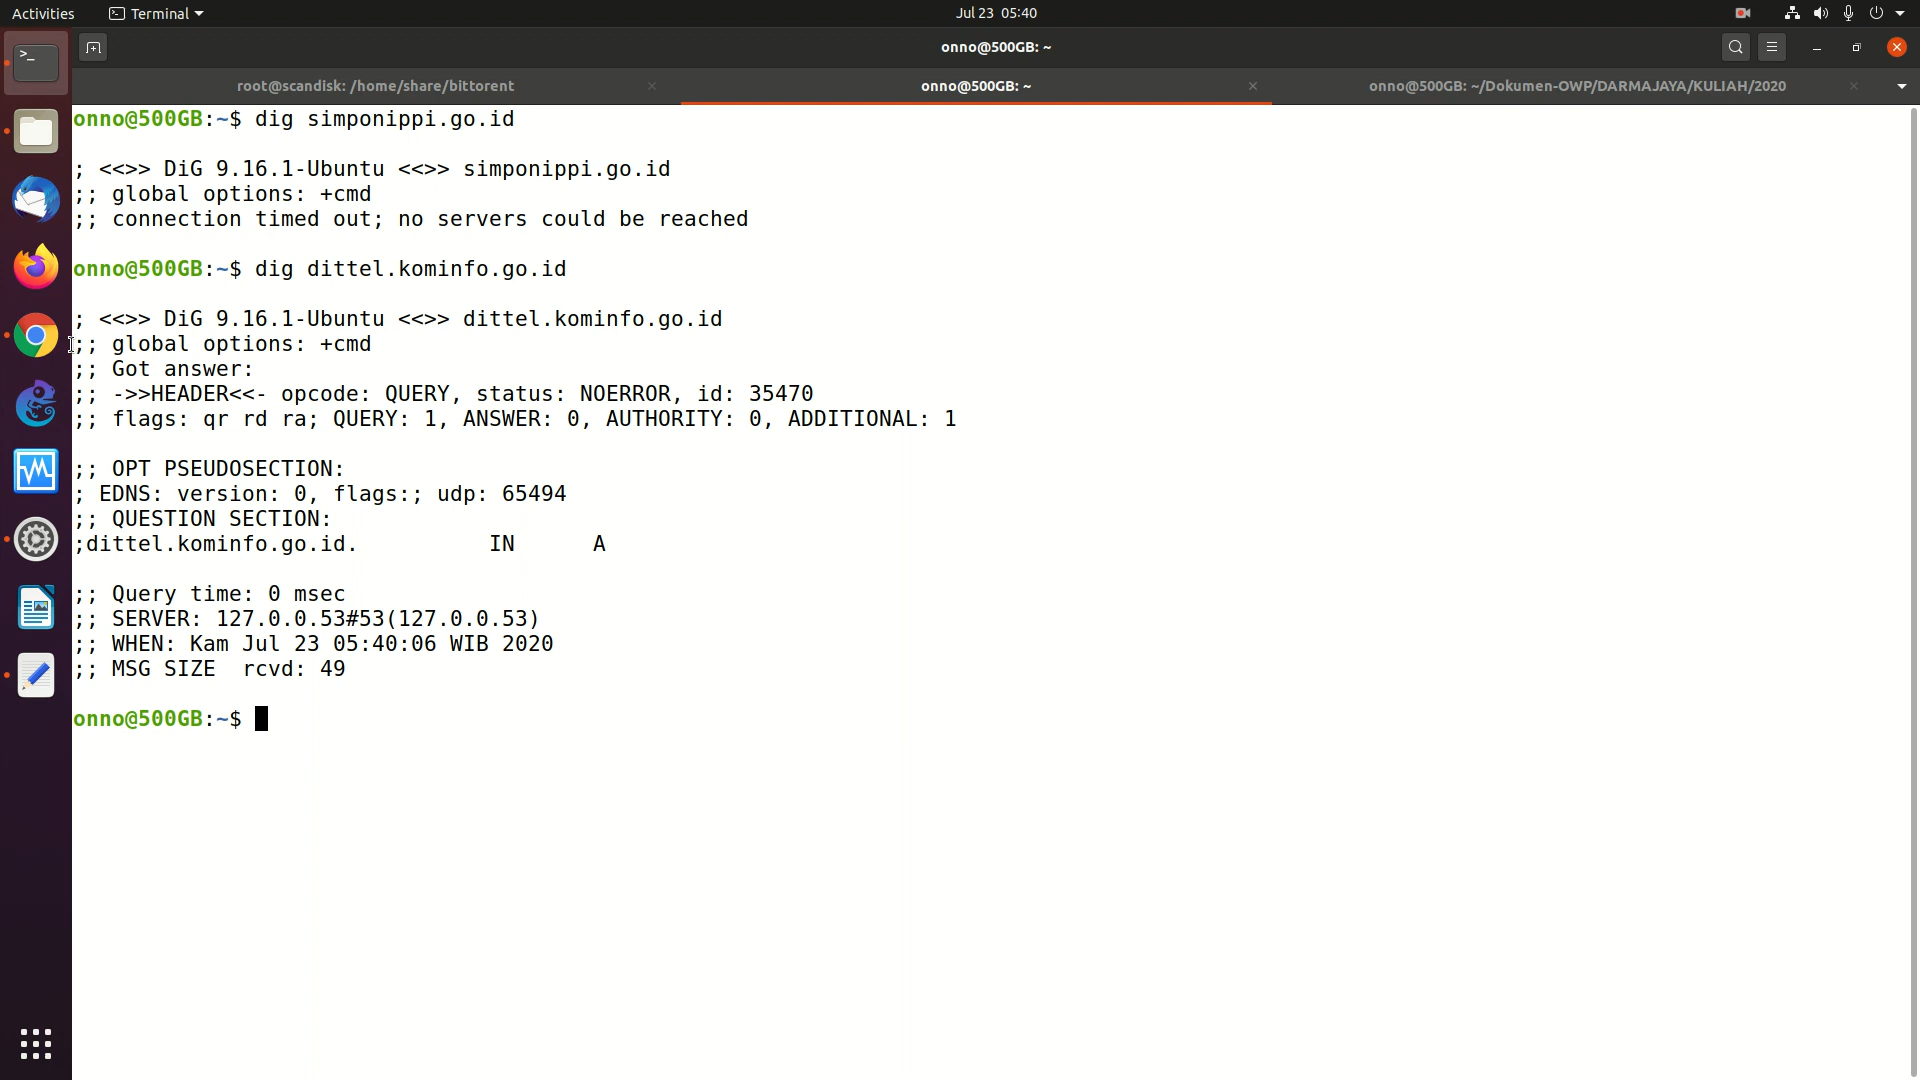 Activities
Terminal
Jul 23 05:40
onno@500GB: ~
root@scandisk: /home/share/bittorent
onno@500GB: ~
onno@500GB: ~/Dokumen-OWP/DARMAJAYA/KULIAH/2020
onno@500GB:~$ dig simponippi.go.id
; <<>> DiG 9.16.1-Ubuntu <<>> simponippi.go.id
;; global options: +cmd
;; connection timed out; no servers could be reached
onno@500GB:~$ dig dittel.kominfo.go.id
; <<>> DiG 9.16.1-Ubuntu <<>> dittel.kominfo.go.id
;; global options: +cmd
;; Got answer:
;; ->>HEADER<<- opcode: QUERY, status: NOERROR, id: 35470
;; flags: qr rd ra; QUERY: 1, ANSWER: 0, AUTHORITY: 0, ADDITIONAL: 1
;; OPT PSEUDOSECTION:
; EDNS: version: 0, flags:; udp: 65494
;; QUESTION SECTION:
;dittel.kominfo.go.id. IN A
;; Query time: 0 msec
;; SERVER: 127.0.0.53#53(127.0.0.53)
;; WHEN: Kam Jul 23 05:40:06 WIB 2020
;; MSG SIZE rcvd: 49
onno@500GB:~$